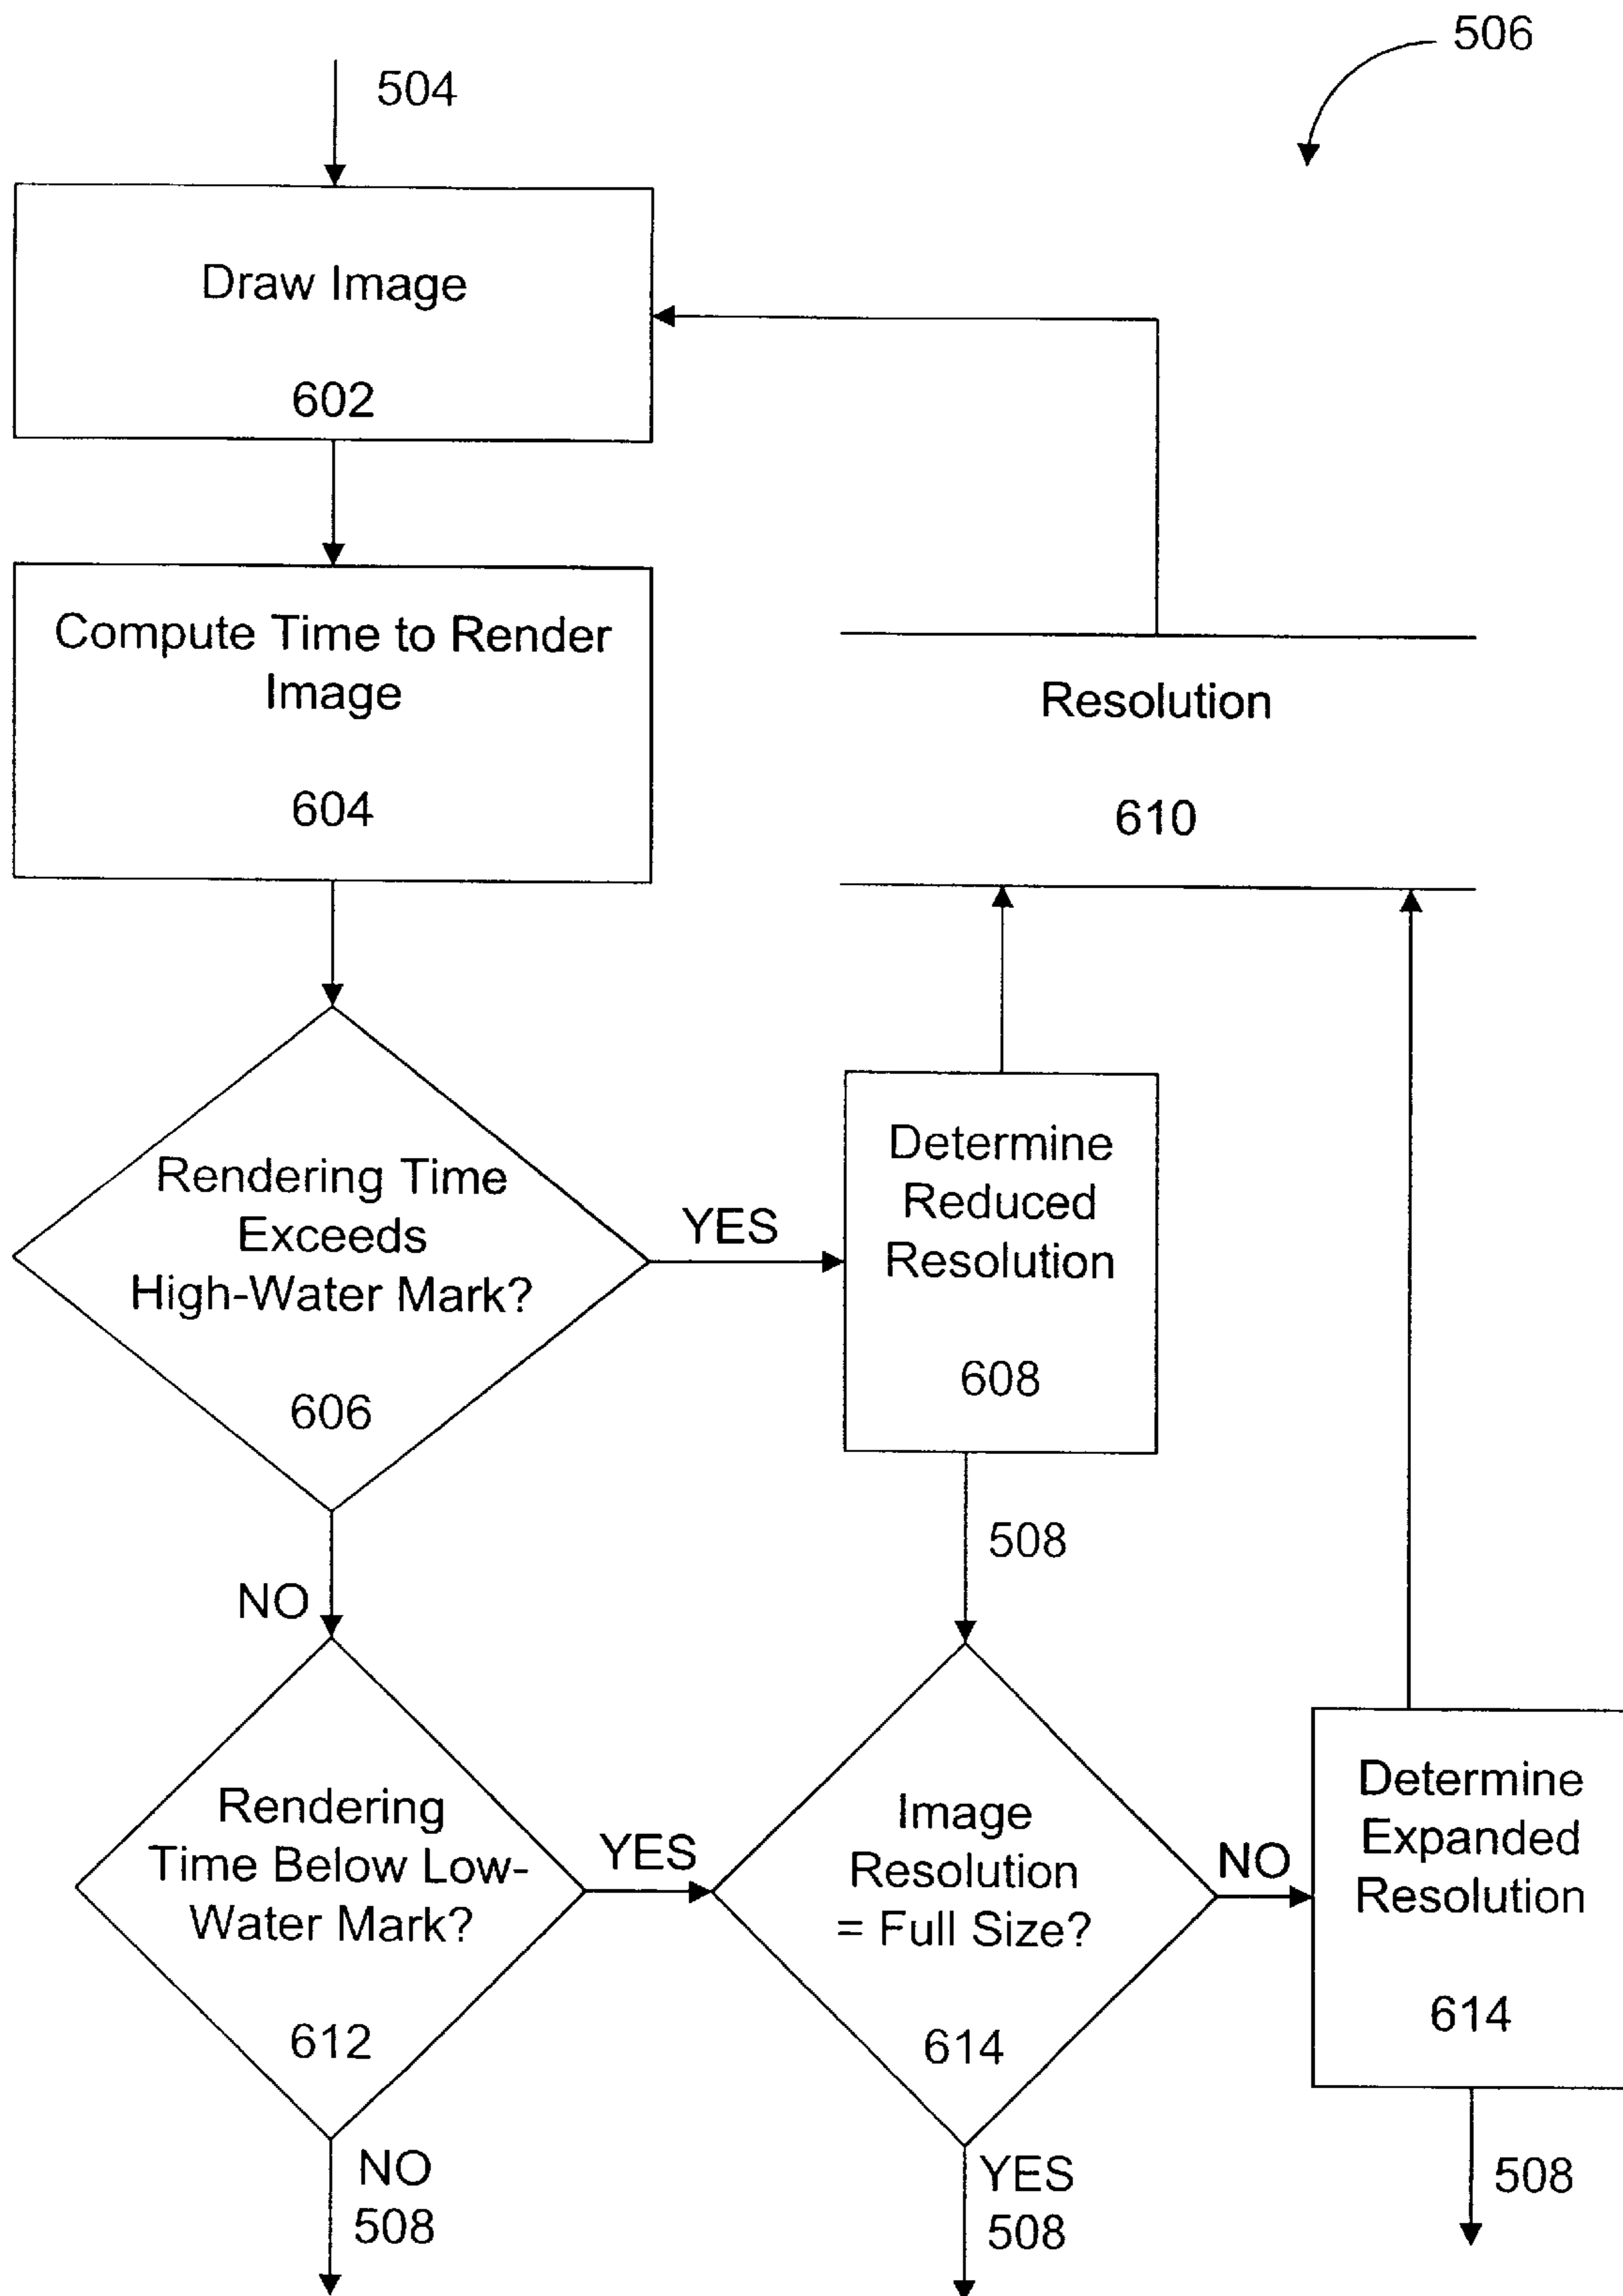 506
504
Draw Image
602
Compute Time to Render
Image
604
Resolution
610
Rendering Time
Exceeds
High-Water Mark?
606
YES
Determine
Reduced
Resolution
608
NO
508
Rendering
Time Below Low-
Water Mark?
612
YES
Image
Resolution
= Full Size?
614
NO
Determine
Expanded
Resolution
614
NO
508
YES
508
508